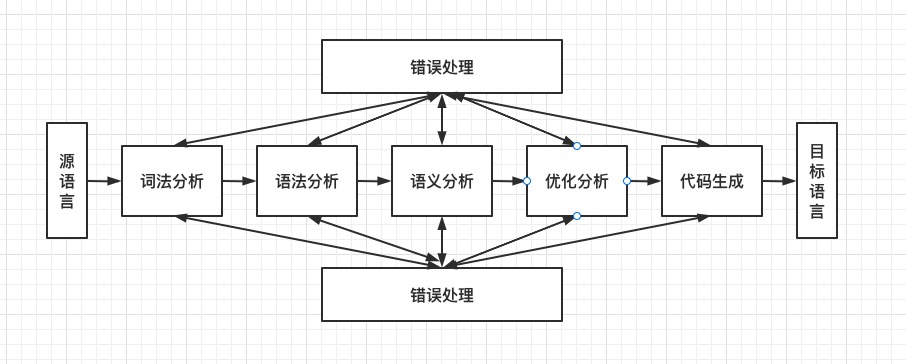 错误处理
源语言
词法分析
语法分析
语义分析
优化分析
代码生成
目标语言
错误处理